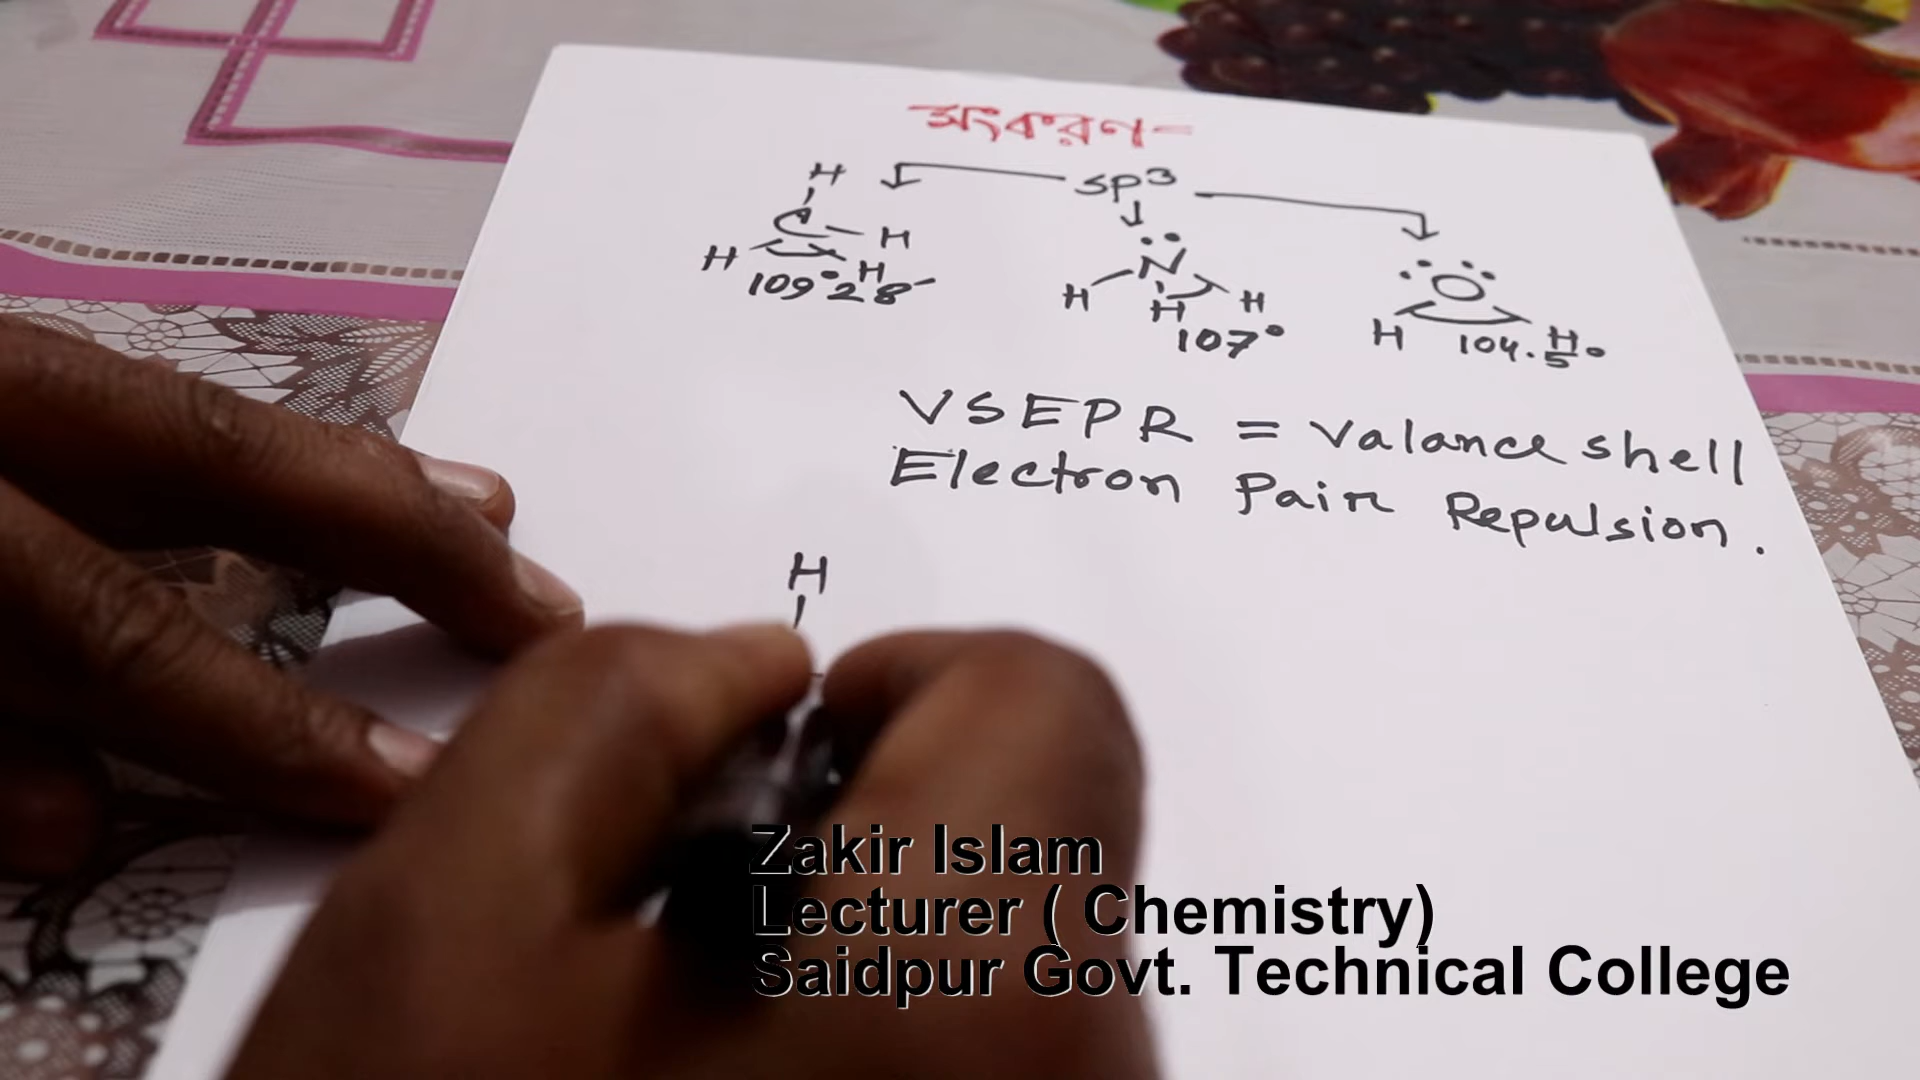 সংকরণ=
sp³
H
C
H
H
H
109°28′
N
H
H
H
107°
O
H
H
104.5°
VSEPR = Valance shell
Electron Pair Repulsion.
H
Zakir Islam
Lecturer ( Chemistry)
Saidpur Govt. Technical College